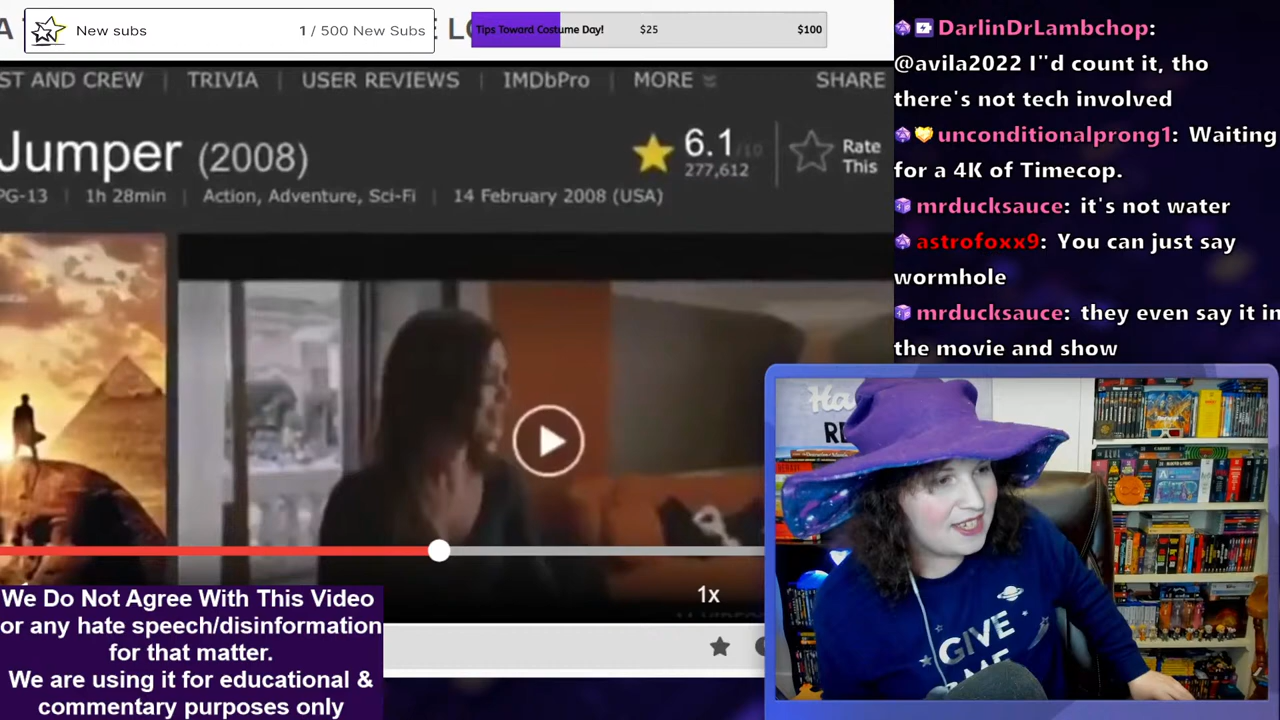 New subs
1 / 500 New Subs
Tips Toward Costume Day!
$25
$100
ST AND CREW
TRIVIA
USER REVIEWS
IMDbPro
MORE
SHARE
Jumper (2008)
6.1/10
277,612
Rate
This
PG-13
1h 28min
Action, Adventure, Sci-Fi
14 February 2008 (USA)
1x
We Do Not Agree With This Video
or any hate speech/disinformation
for that matter.
We are using it for educational &
commentary purposes only
DarlinDrLambchop:
@avila2022 I''d count it, tho
there's not tech involved
unconditionalprong1: Waiting
for a 4K of Timecop.
mrducksauce: it's not water
astrofoxx9: You can just say
wormhole
mrducksauce: they even say it in
the movie and show
GIVE